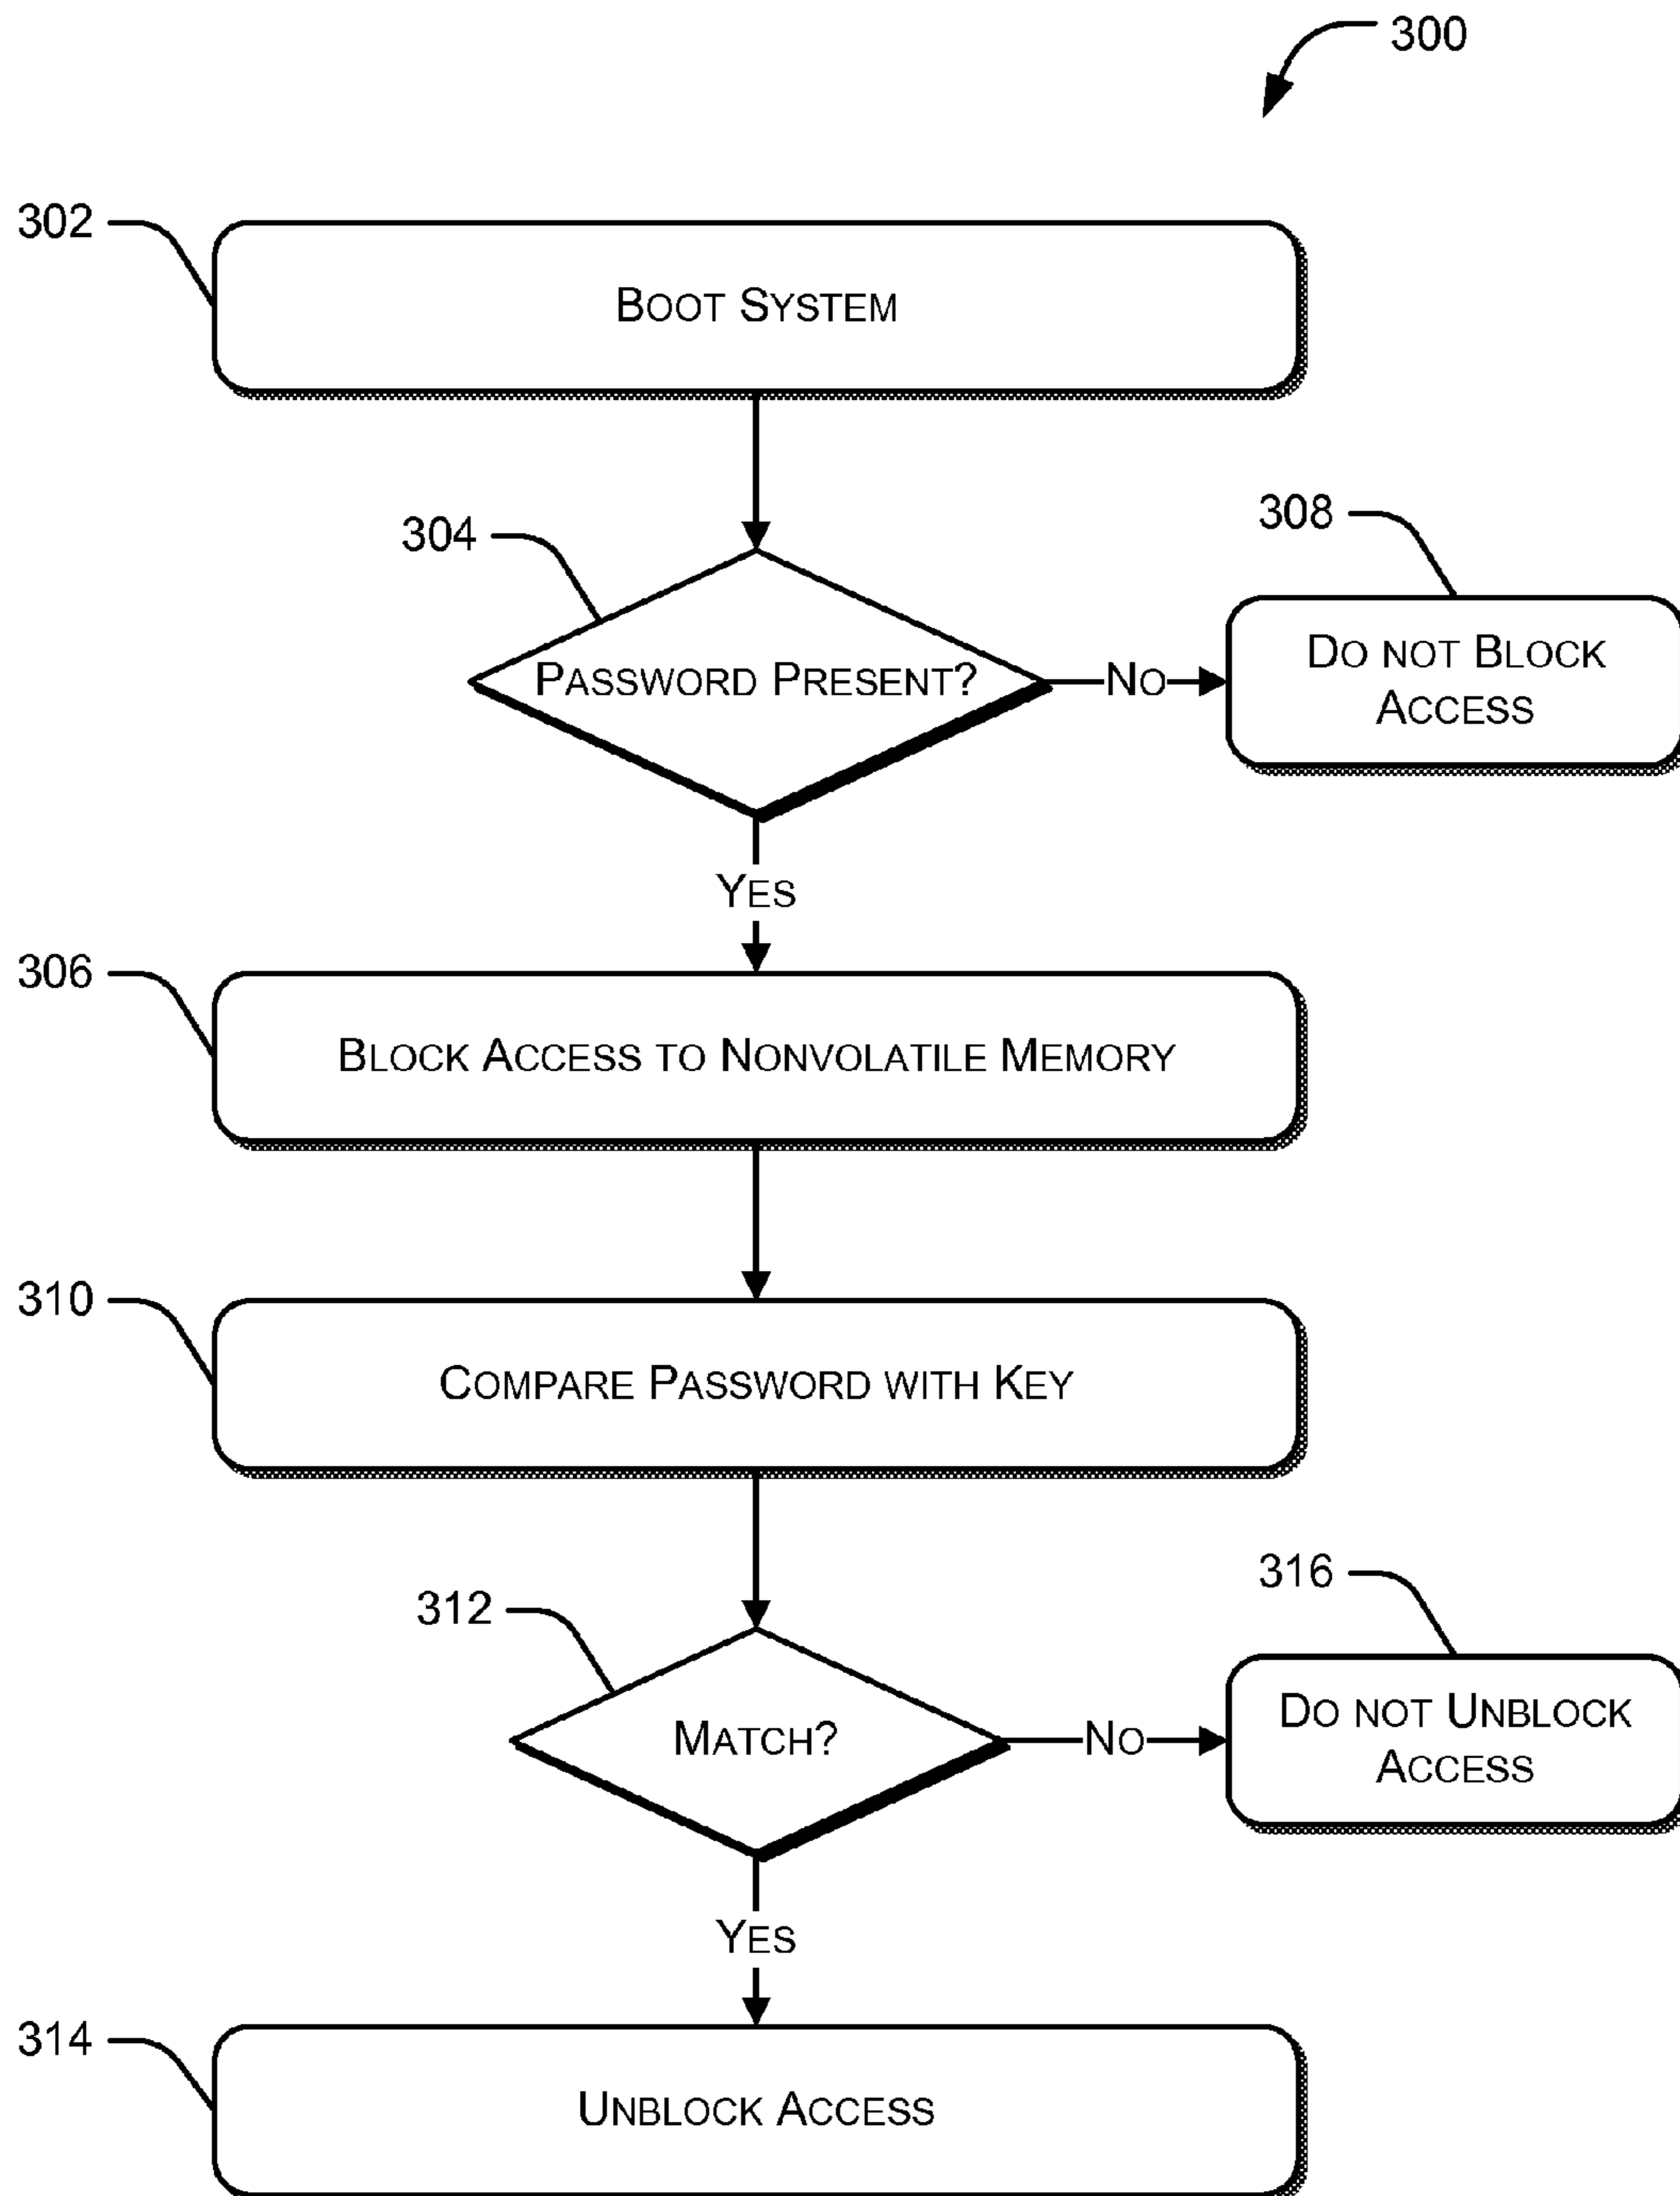 300
302
BOOT SYSTEM
304
308
PASSWORD PRESENT?
NO
DO NOT BLOCK
ACCESS
YES
306
BLOCK ACCESS TO NONVOLATILE MEMORY
310
COMPARE PASSWORD WITH KEY
312
316
MATCH?
NO
DO NOT UNBLOCK
ACCESS
YES
314
UNBLOCK ACCESS